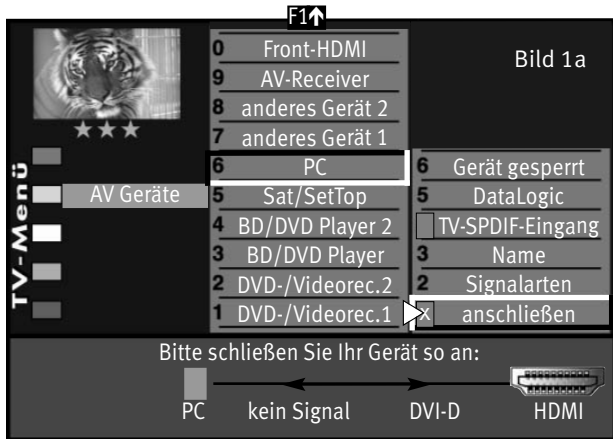 F1↑
Bild 1a
TV-Menü
AV Geräte
0 Front-HDMI
9 AV-Receiver
8 anderes Gerät 2
7 anderes Gerät 1
6 PC
5 Sat/SetTop
4 BD/DVD Player 2
3 BD/DVD Player
2 DVD-/Videorec.2
1 DVD-/Videorec.1
6 Gerät gesperrt
5 DataLogic
TV-SPDIF-Eingang
3 Name
2 Signalarten
x anschließen
Bitte schließen Sie Ihr Gerät so an:
PC kein Signal DVI-D HDMI